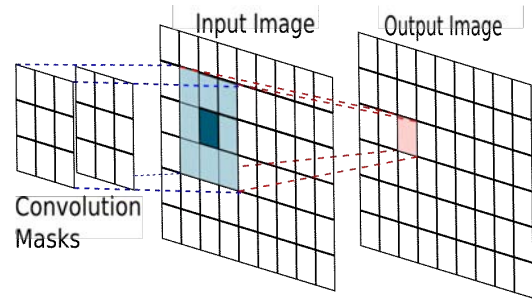 Input Image
Output Image
Convolution
Masks